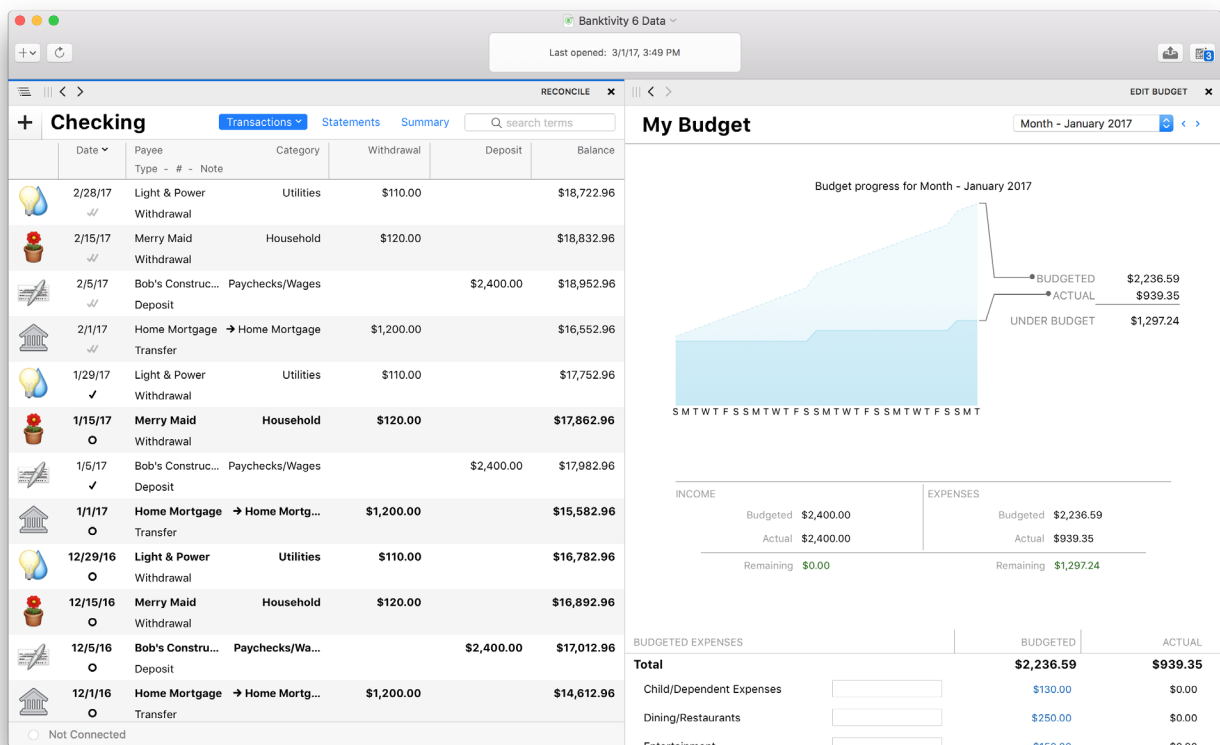 Banktivity 6 Data
Last opened: 3/1/17, 3:49 PM
3
RECONCILE
Checking
Transactions
Statements
Summary
search terms
Date Payee Category Withdrawal Deposit Balance
Type - # - Note
2/28/17 Light & Power Utilities $110.00 $18,722.96
Withdrawal
2/15/17 Merry Maid Household $120.00 $18,832.96
Withdrawal
2/5/17 Bob's Construc... Paychecks/Wages $2,400.00 $18,952.96
Deposit
2/1/17 Home Mortgage → Home Mortgage $1,200.00 $16,552.96
Transfer
1/29/17 Light & Power Utilities $110.00 $17,752.96
Withdrawal
1/15/17 Merry Maid Household $120.00 $17,862.96
Withdrawal
1/5/17 Bob's Construc... Paychecks/Wages $2,400.00 $17,982.96
Deposit
1/1/17 Home Mortgage → Home Mortg... $1,200.00 $15,582.96
Transfer
12/29/16 Light & Power Utilities $110.00 $16,782.96
Withdrawal
12/15/16 Merry Maid Household $120.00 $16,892.96
Withdrawal
12/5/16 Bob's Constru... Paychecks/Wa... $2,400.00 $17,012.96
Deposit
12/1/16 Home Mortgage → Home Mortg... $1,200.00 $14,612.96
Transfer
Not Connected
EDIT BUDGET
My Budget
Month - January 2017
Budget progress for Month - January 2017
BUDGETED $2,236.59
ACTUAL $939.35
UNDER BUDGET $1,297.24
S M T W T F S S M T W T F S S M T W T F S S M T W T F S S M T
INCOME
Budgeted $2,400.00
Actual $2,400.00
Remaining $0.00
EXPENSES
Budgeted $2,236.59
Actual $939.35
Remaining $1,297.24
BUDGETED EXPENSES BUDGETED ACTUAL
Total $2,236.59 $939.35
Child/Dependent Expenses $130.00 $0.00
Dining/Restaurants $250.00 $0.00